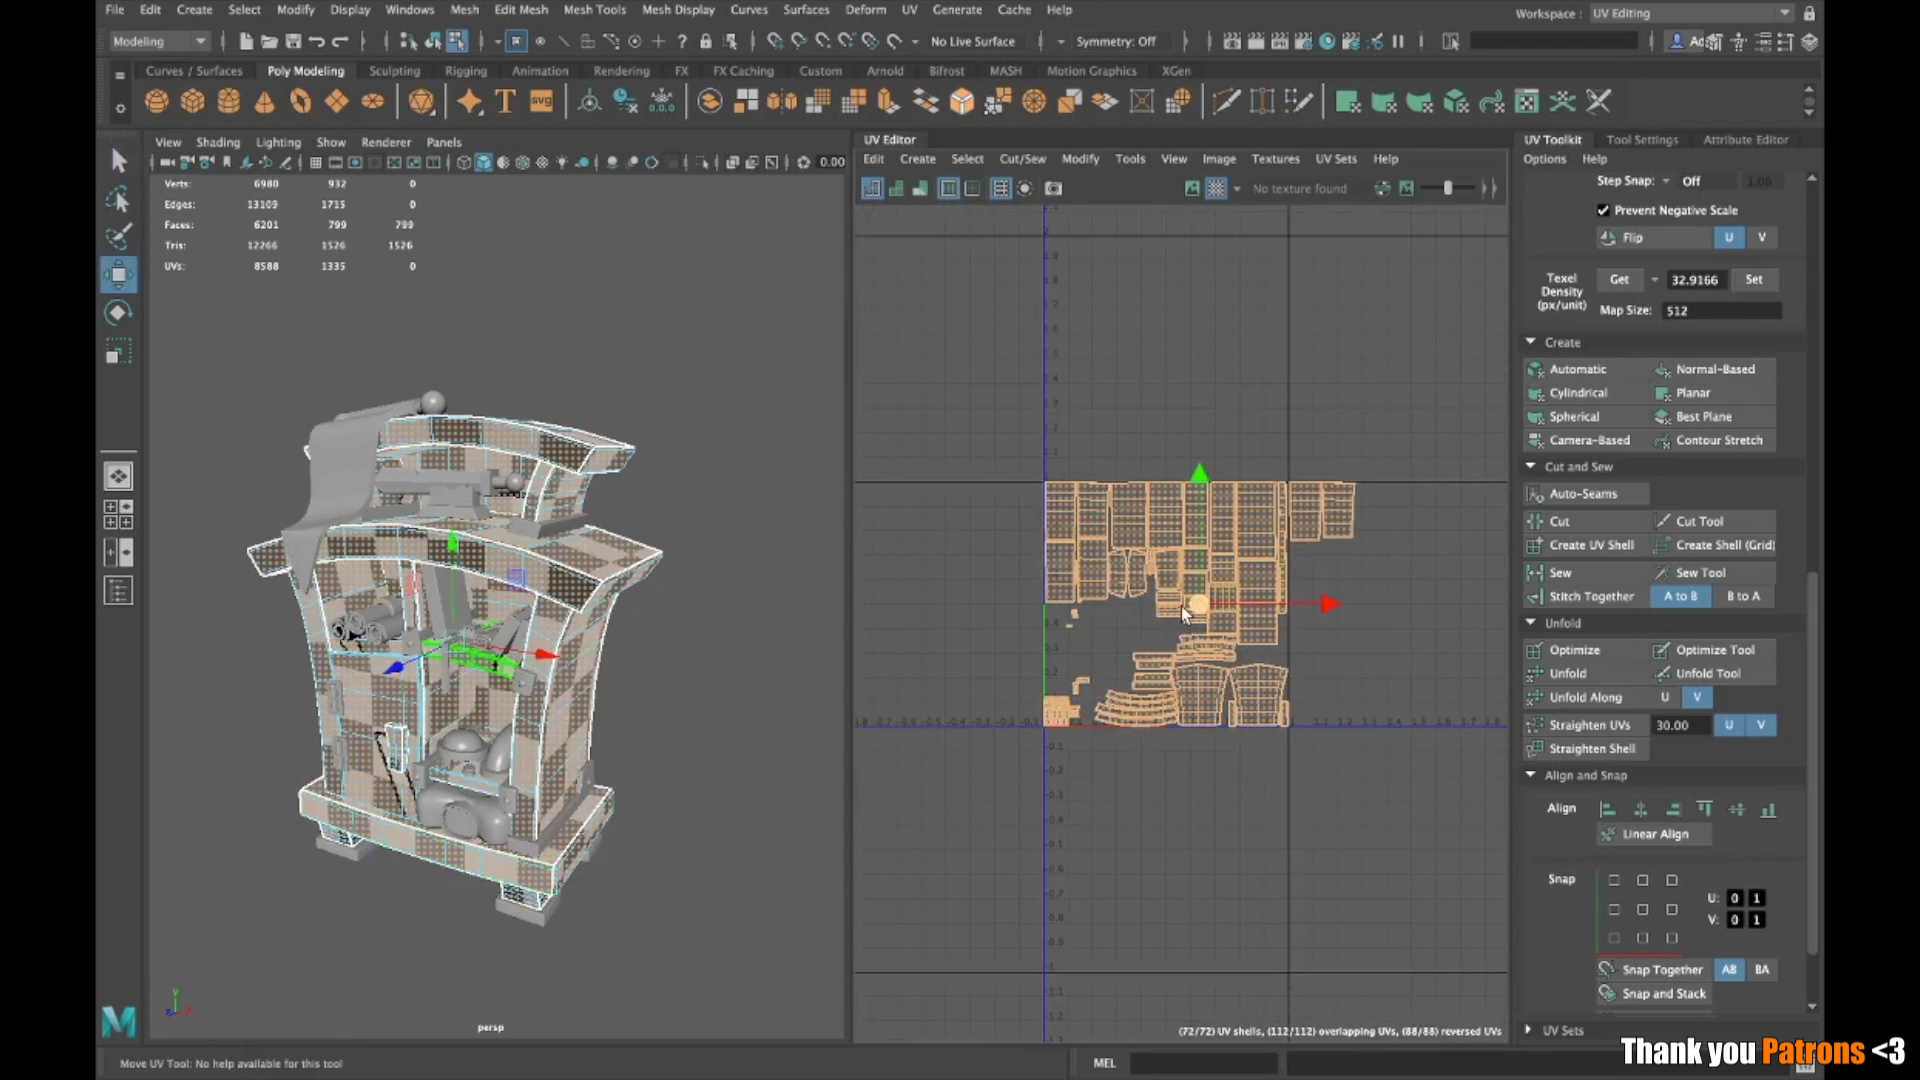 File Edit Create Select Modify Display Windows Mesh Edit Mesh Mesh Tools Mesh Display Curves Surfaces Deform UV Generate Cache Help
Workspace : UV Editing
Modeling
No Live Surface
Symmetry: Off
Curves / Surfaces Poly Modeling Sculpting Rigging Animation Rendering FX FX Caching Custom Arnold Bifrost MASH Motion Graphics XGen
T svg 0,0,0
View Shading Lighting Show Renderer Panels
0.00
Verts: 6980 932 0
Edges: 13109 1715 0
Faces: 6201 799 799
Tris: 12266 1526 1526
UVs: 8588 1335 0
persp
UV Editor
Edit Create Select Cut/Sew Modify Tools View Image Textures UV Sets Help
No texture found
(72/72) UV shells, (112/112) overlapping UVs, (88/88) reversed UVs
UV Toolkit Tool Settings Attribute Editor
Options Help
Step Snap: Off 1.00
Prevent Negative Scale
Flip U V
Texel Density (px/unit) Get 32.9166 Set
Map Size: 512
Create
Automatic Normal-Based
Cylindrical Planar
Spherical Best Plane
Camera-Based Contour Stretch
Cut and Sew
Auto-Seams
Cut Cut Tool
Create UV Shell Create Shell (Grid)
Sew Sew Tool
Stitch Together A to B B to A
Unfold
Optimize Optimize Tool
Unfold Unfold Tool
Unfold Along U V
Straighten UVs 30.00 U V
Straighten Shell
Align and Snap
Align
Linear Align
Snap
U: 0 1
V: 0 1
Snap Together AB BA
Snap and Stack
UV Sets
Move UV Tool: No help available for this tool
MEL
Thank you Patrons <3